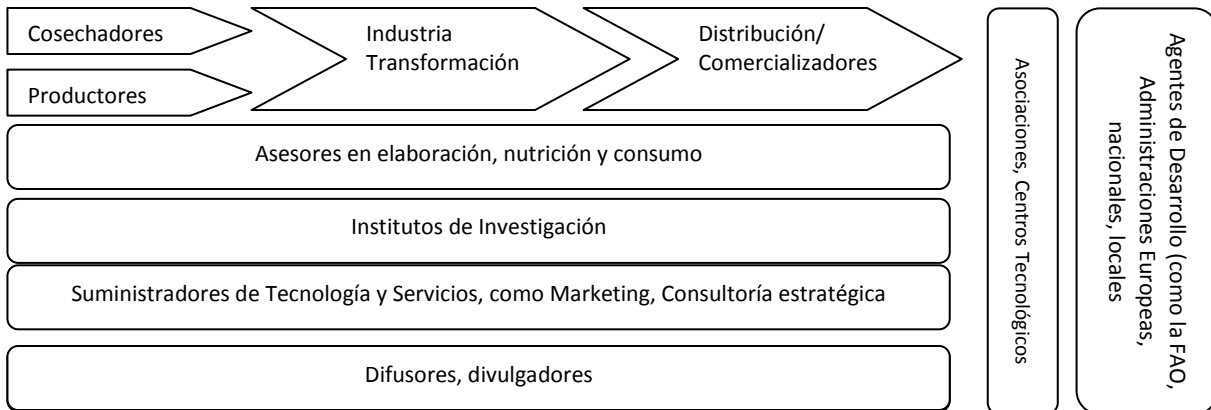 Cosechadores
Productores
Industria
Transformación
Distribución/
Comercializadores
Asesores en elaboración, nutrición y consumo
Institutos de Investigación
Suministradores de Tecnología y Servicios, como Marketing, Consultoría estratégica
Difusores, divulgadores
Asociaciones, Centros Tecnológicos
Agentes de Desarrollo (como la FAO,
Administraciones Europeas,
nacionales, locales